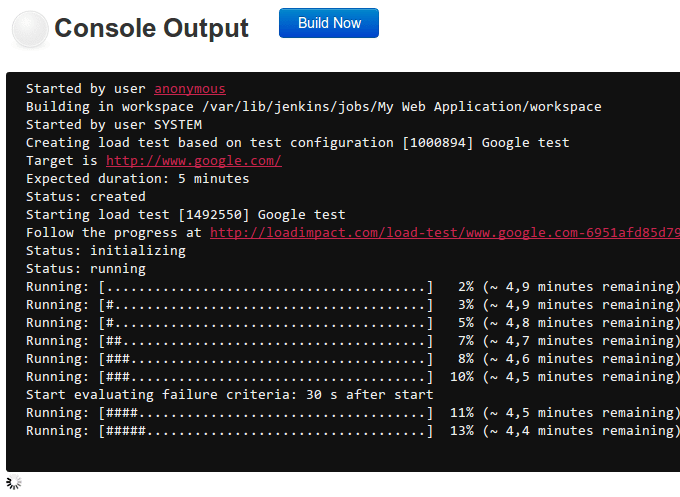 Console Output
Build Now
Started by user anonymous
Building in workspace /var/lib/jenkins/jobs/My Web Application/workspace
Started by user SYSTEM
Creating load test based on test configuration [1000894] Google test
Target is http://www.google.com/
Expected duration: 5 minutes
Status: created
Starting load test [1492550] Google test
Follow the progress at http://loadimpact.com/load-test/www.google.com-6951afd85d79
Status: initializing
Status: running
Running: [........................................]   2% (~ 4,9 minutes remaining)
Running: [#.......................................]   3% (~ 4,9 minutes remaining)
Running: [#.......................................]   5% (~ 4,8 minutes remaining)
Running: [##......................................]   7% (~ 4,7 minutes remaining)
Running: [###.....................................]   8% (~ 4,6 minutes remaining)
Running: [###.....................................]  10% (~ 4,5 minutes remaining)
Start evaluating failure criteria: 30 s after start
Running: [####....................................]  11% (~ 4,5 minutes remaining)
Running: [#####...................................]  13% (~ 4,4 minutes remaining)